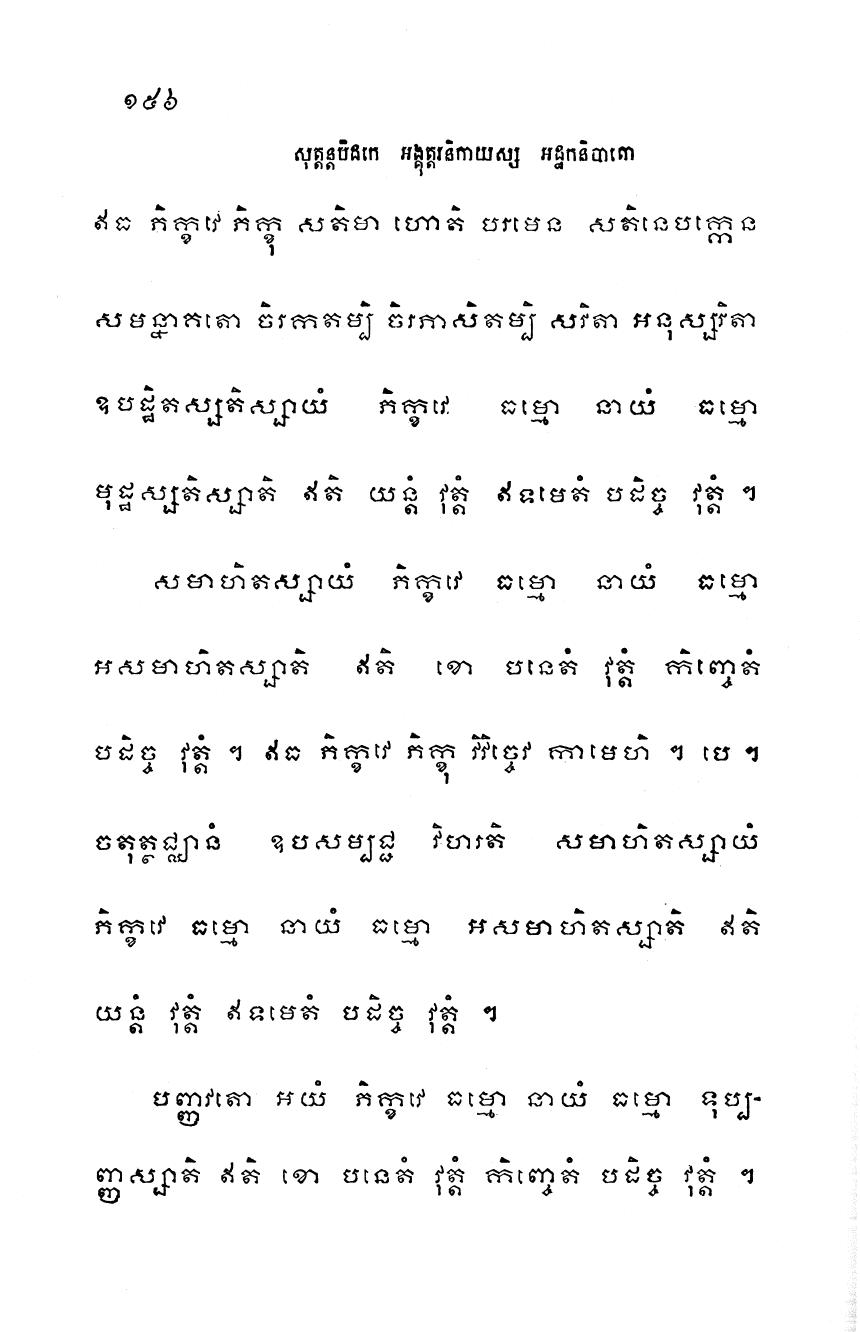 ១៥៦
សុត្តន្តបិដកេ អង្គុត្តរនិកាយស្ស អដ្ឋកនិបាតោ
ឥធ ភិក្ខវេ ភិក្ខុ សតិមា ហោតិ បរមេន សតិនេបក្កេន
សមន្នាគតោ ចិរកតម្បិ ចិរភាសិតម្បិ សរិតា អនុស្សរិតា
ឧបដ្ឋិតស្សតិស្សាយំ ភិក្ខវេ ធម្មោ នាយំ ធម្មោ
មុដ្ឋស្សតិស្សាតិ ឥតិ យន្តំ វុត្តំ ឥទមេតំ បដិច្ច វុត្តំ ។
សមាហិតស្សាយំ ភិក្ខវេ ធម្មោ នាយំ ធម្មោ
អសមាហិតស្សាតិ ឥតិ ខោ បនេតំ វុត្តំ កិញ្ចេតំ
បដិច្ច វុត្តំ ។ ឥធ ភិក្ខវេ ភិក្ខុ វិវិច្ចេវ កាមេហិ ។ បេ ។
ចតុត្ថជ្ឈានំ ឧបសម្បជ្ជ វិហរតិ សមាហិតស្សាយំ
ភិក្ខវេ ធម្មោ នាយំ ធម្មោ អសមាហិតស្សាតិ ឥតិ
យន្តំ វុត្តំ ឥទមេតំ បដិច្ច វុត្តំ ។
បញ្ញវតោ អយំ ភិក្ខវេ ធម្មោ នាយំ ធម្មោ ទុប្ប-
ញ្ញស្សាតិ ឥតិ ខោ បនេតំ វុត្តំ កិញ្ចេតំ បដិច្ច វុត្តំ ។